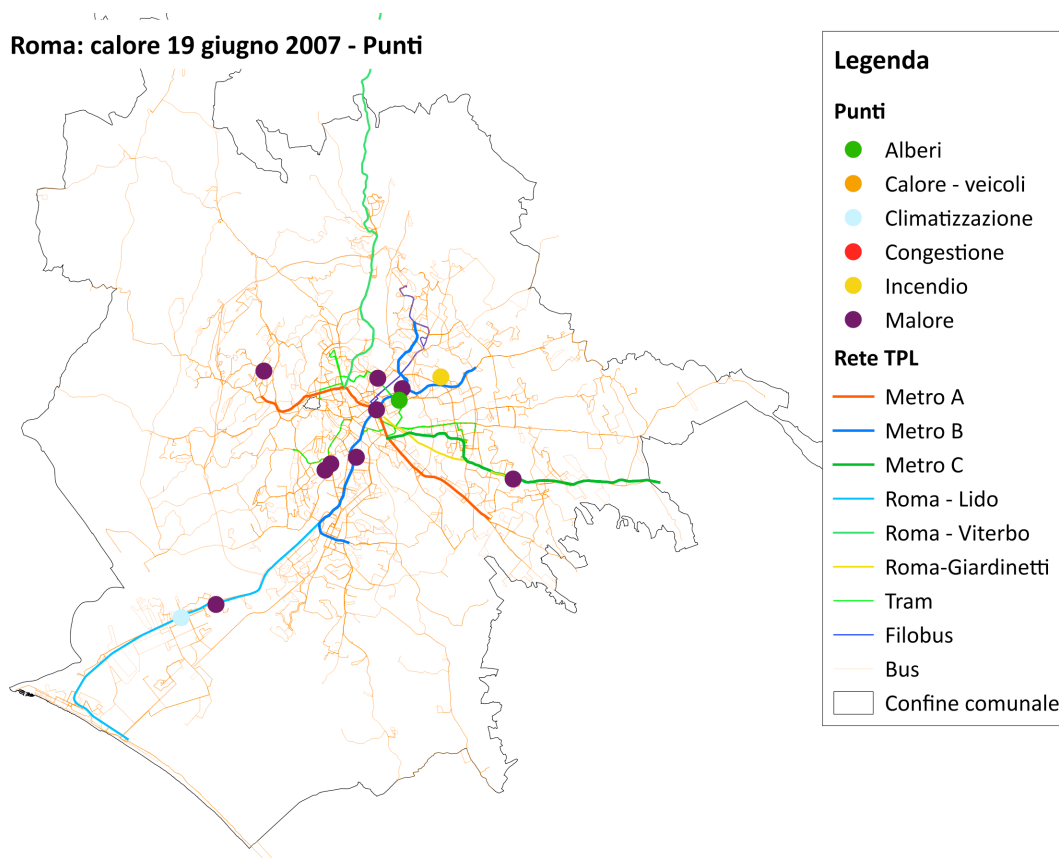 Roma: calore 19 giugno 2007 - Punti
Legenda
Punti
Alberi
Calore - veicoli
Climatizzazione
Congestione
Incendio
Malore
Rete TPL
Metro A
Metro B
Metro C
Roma - Lido
Roma - Viterbo
Roma-Giardinetti
Tram
Filobus
Bus
Confine comunale